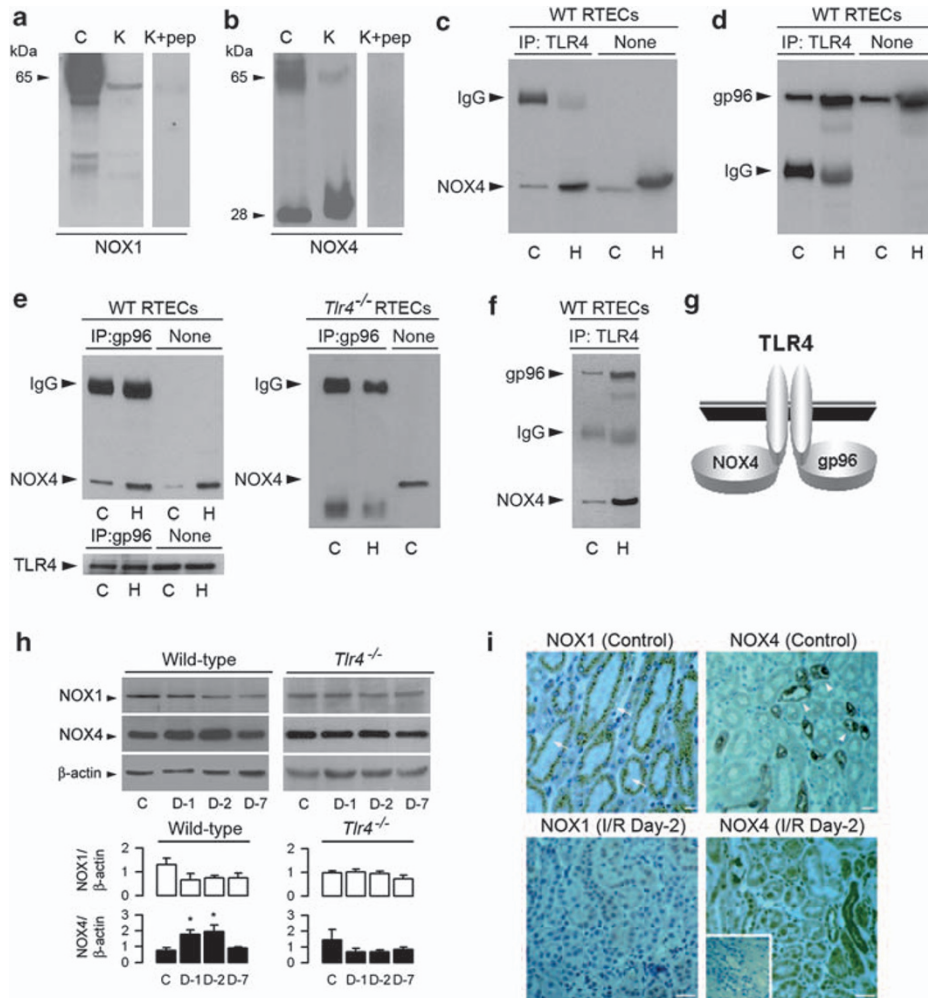 a
C K K+pep
kDa
65
NOX1
b
C K K+pep
65
28
NOX4
c
WT RTECs
IP: TLR4 None
IgG
NOX4
C H C H
d
WT RTECs
IP: TLR4 None
gp96
IgG
C H C H
e
WT RTECs
IP:gp96 None
IgG
NOX4
C H C H
IP:gp96 None
TLR4
C H C H
Tlr4-/- RTECs
IP:gp96 None
IgG
NOX4
C H C
f
WT RTECs
IP: TLR4
gp96
IgG
NOX4
C H
g
TLR4
NOX4 gp96
h
Wild-type Tlr4-/-
NOX1
NOX4
β-actin
C D-1 D-2 D-7 C D-1 D-2 D-7
Wild-type Tlr4-/-
NOX1/
β-actin
2
1
0
2
1
0
NOX4/
β-actin
3
2
1
0
* *
3
2
1
0
C D-1 D-2 D-7 C D-1 D-2 D-7
i
NOX1 (Control) NOX4 (Control)
NOX1 (I/R Day-2) NOX4 (I/R Day-2)